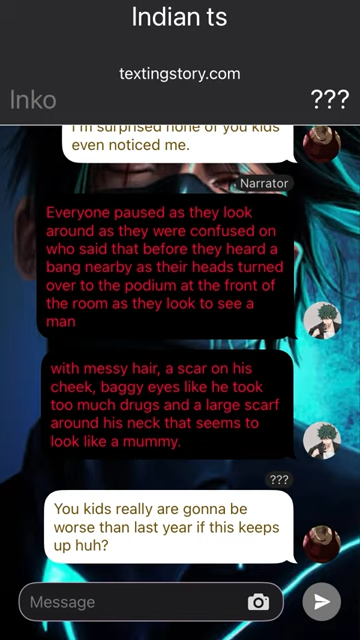 Indian ts
textingstory.com
Inko
???
I'm surprised none of you kids
even noticed me.
Narrator
Everyone paused as they look
around as they were confused on
who said that before they heard a
bang nearby as their heads turned
over to the podium at the front of
the room as they look to see a
man
with messy hair, a scar on his
cheek, baggy eyes like he took
too much drugs and a large scarf
around his neck that seems to
look like a mummy.
???
You kids really are gonna be
worse than last year if this keeps
up huh?
Message